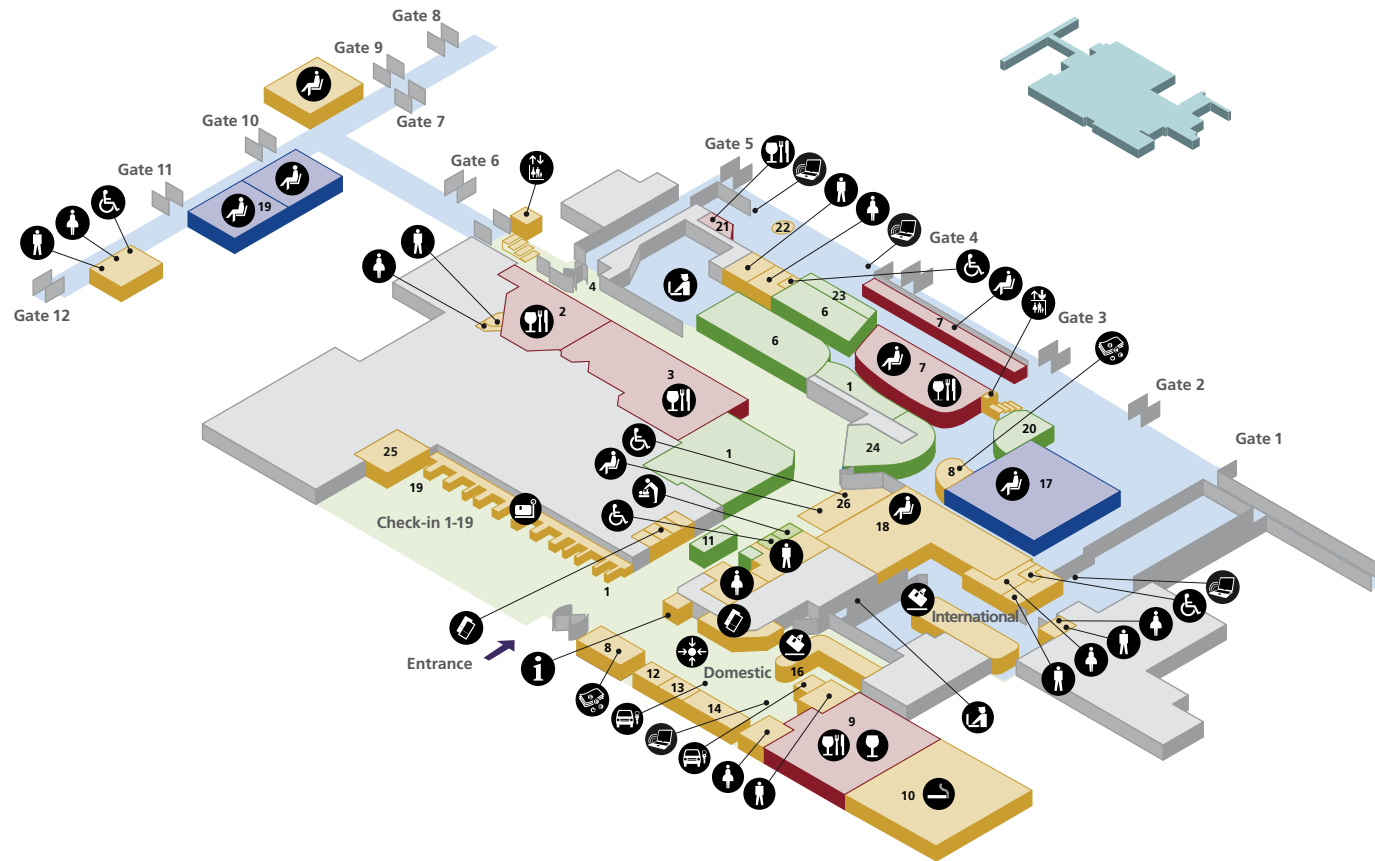 Gate 8
Gate 9
Gate 7
Gate 10
Gate 11
Gate 12
19
Gate 6
Gate 5
21
22
Gate 4
4
2
23
6
6
7
Gate 3
3
7
1
Gate 2
20
Gate 1
1
24
25
8
17
19
26
18
Check-in 1-19
11
1
International
Entrance
8
Domestic
12
16
13
14
9
10